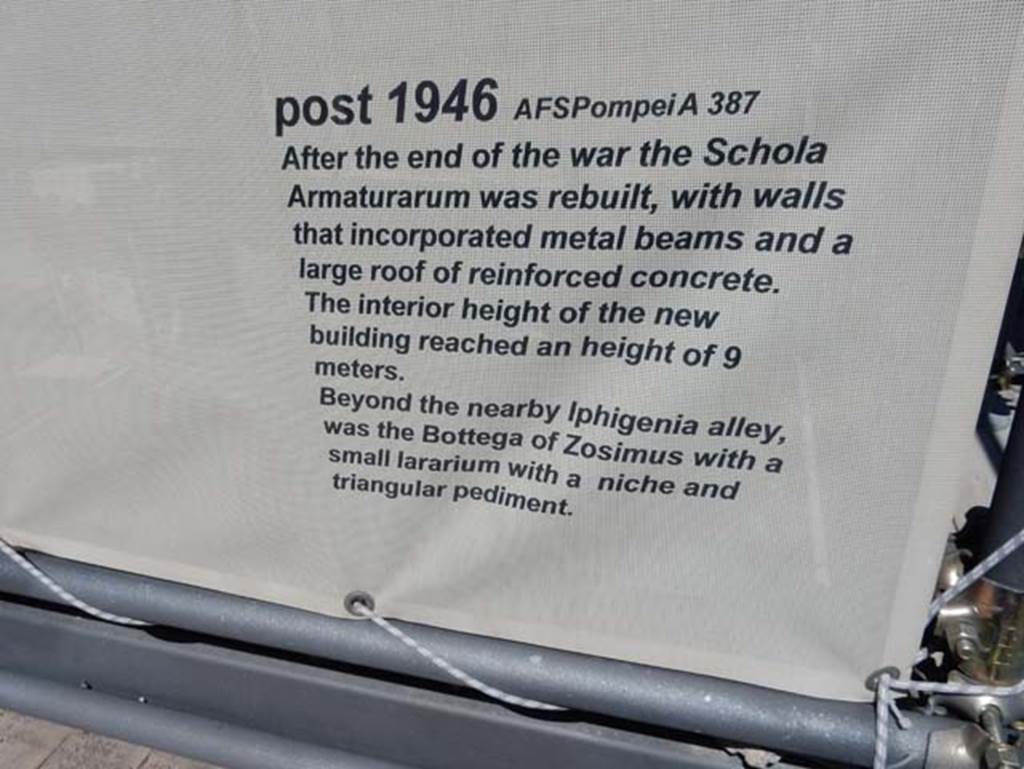 post 1946 AFSPompeiA 387
After the end of the war the Schola
Armaturarum was rebuilt, with walls
that incorporated metal beams and a
large roof of reinforced concrete.
The interior height of the new
building reached an height of 9
meters.
Beyond the nearby Iphigenia alley,
was the Bottega of Zosimus with a
small lararium with a niche and
triangular pediment.